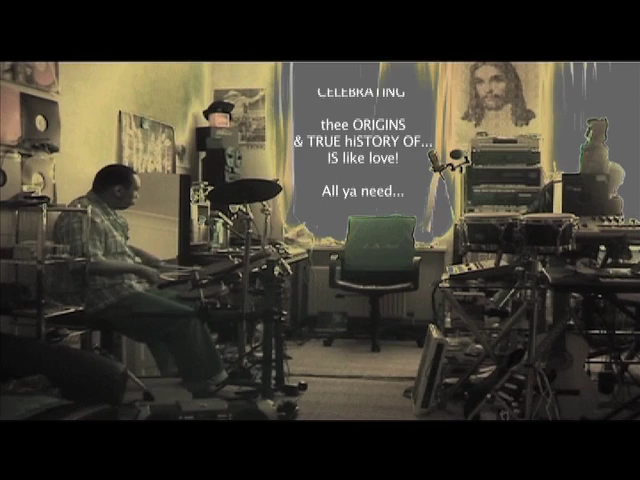 CELEBRATING
thee ORIGINS
& TRUE hiSTORY OF...
IS like love!
All ya need...